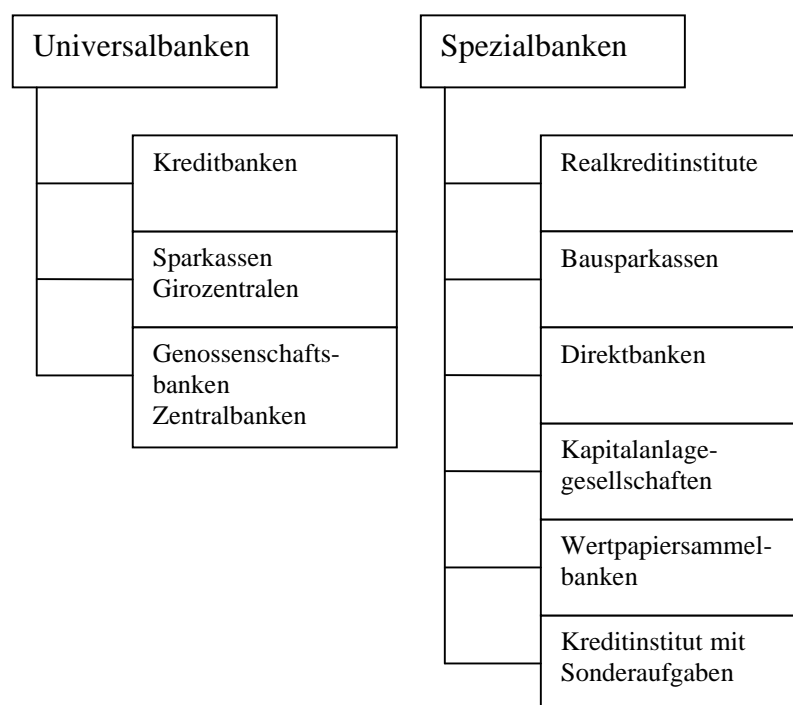 Universalbanken
Kreditbanken
Sparkassen
Girozentralen
Genossenschafts-
banken
Zentralbanken
Spezialbanken
Realkreditinstitute
Bausparkassen
Direktbanken
Kapitalanlage-
gesellschaften
Wertpapiersammel-
banken
Kreditinstitut mit
Sonderaufgaben